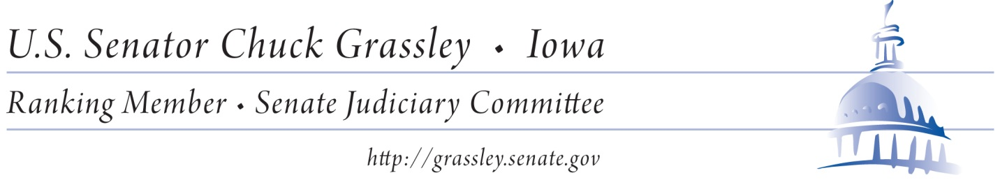 U.S. Senator Chuck Grassley • Iowa
Ranking Member • Senate Judiciary Committee
http://grassley.senate.gov